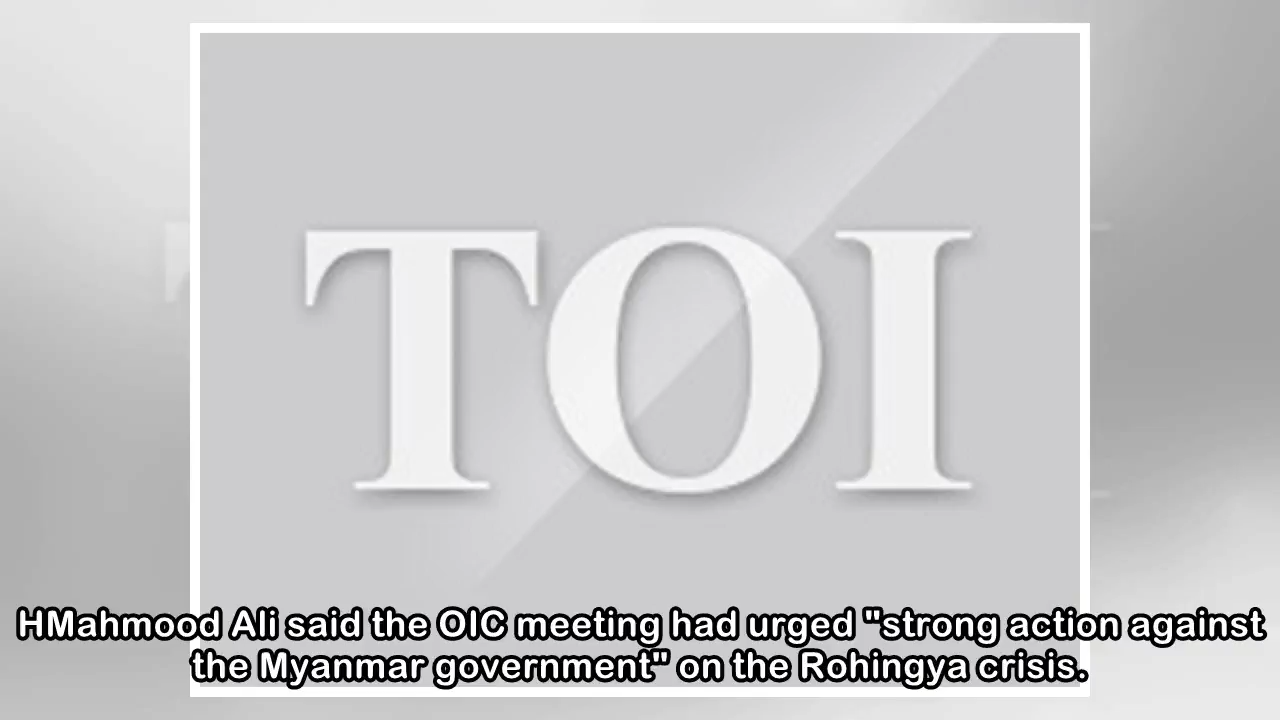 TOI
HMahmood Ali said the OIC meeting had urged "strong action against
the Myanmar government" on the Rohingya crisis.